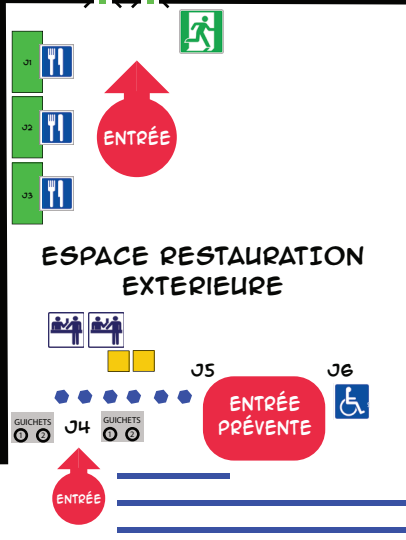 J1
ENTRÉE
J2
J3
ESPACE RESTAURATION
EXTERIEURE
J5
J6
ENTRÉE
PRÉVENTE
GUICHETS
1 2
J4
GUICHETS
1 2
ENTRÉE